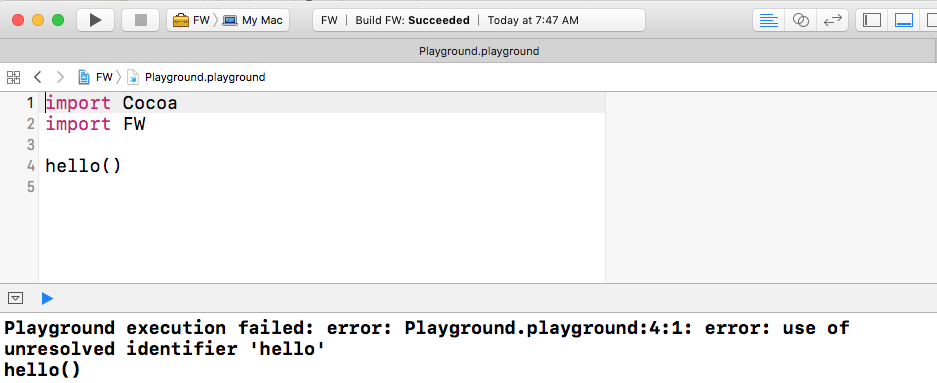 FW My Mac FW | Build FW: Succeeded | Today at 7:47 AM
Playground.playground
FW Playground.playground
1 import Cocoa
2 import FW
3
4 hello()
5
Playground execution failed: error: Playground.playground:4:1: error: use of
unresolved identifier 'hello'
hello()